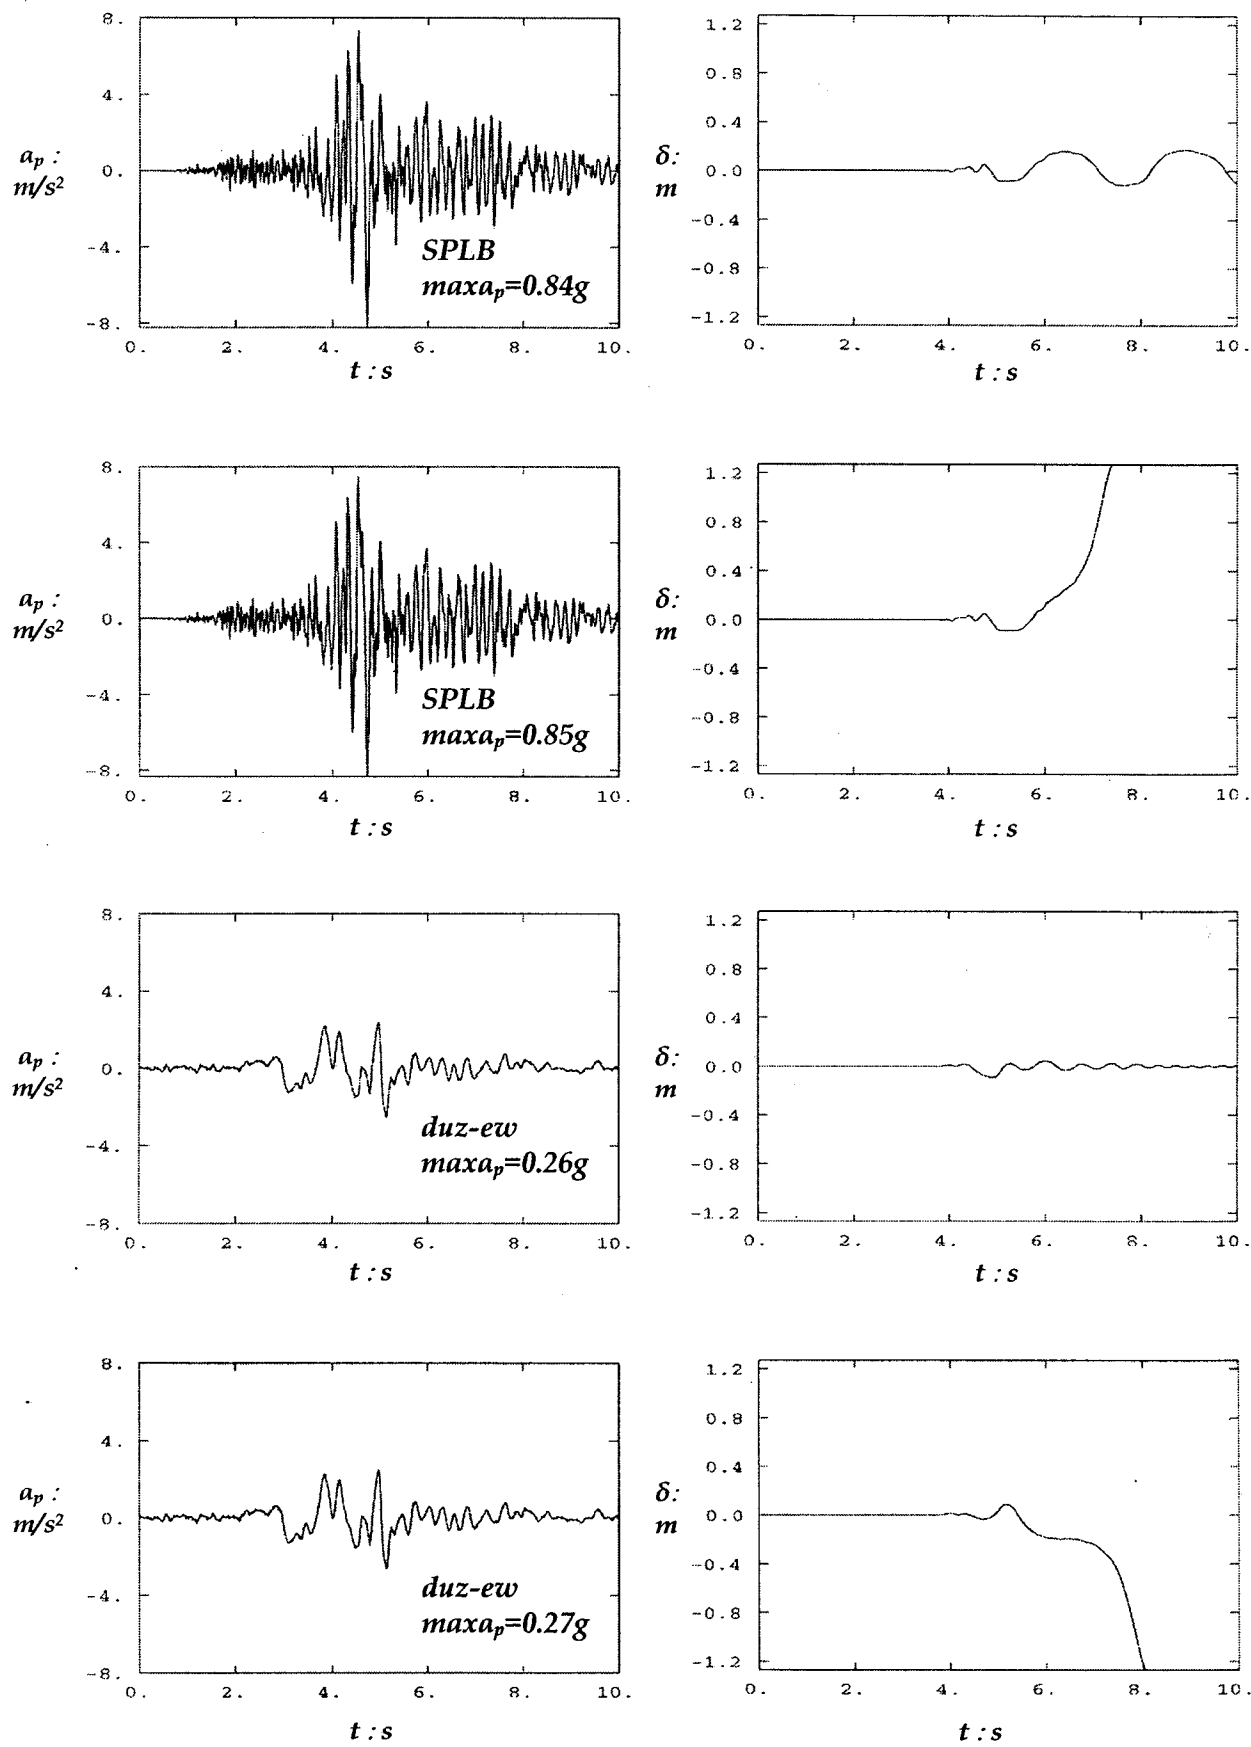 8.
4.
0.
-4.
-8.
a_p :
m/s²
SPLB
maxa_p=0.84g
0. 2. 4. 6. 8. 10.
t : s
1.2
0.8
0.4
0.0
-0.4
-0.8
-1.2
δ:
m
0. 2. 4. 6. 8. 10.
t : s
8.
4.
0.
-4.
-8.
a_p :
m/s²
SPLB
maxa_p=0.85g
0. 2. 4. 6. 8. 10.
t : s
1.2
0.8
0.4
0.0
-0.4
-0.8
-1.2
δ:
m
0. 2. 4. 6. 8. 10.
t : s
8.
4.
0.
-4.
-8.
a_p :
m/s²
duz-ew
maxa_p=0.26g
0. 2. 4. 6. 8. 10.
t : s
1.2
0.8
0.4
0.0
-0.4
-0.8
-1.2
δ:
m
0. 2. 4. 6. 8. 10.
t : s
8.
4.
0.
-4.
-8.
a_p :
m/s²
duz-ew
maxa_p=0.27g
0. 2. 4. 6. 8. 10.
t : s
1.2
0.8
0.4
0.0
-0.4
-0.8
-1.2
δ:
m
0. 2. 4. 6. 8. 10.
t : s